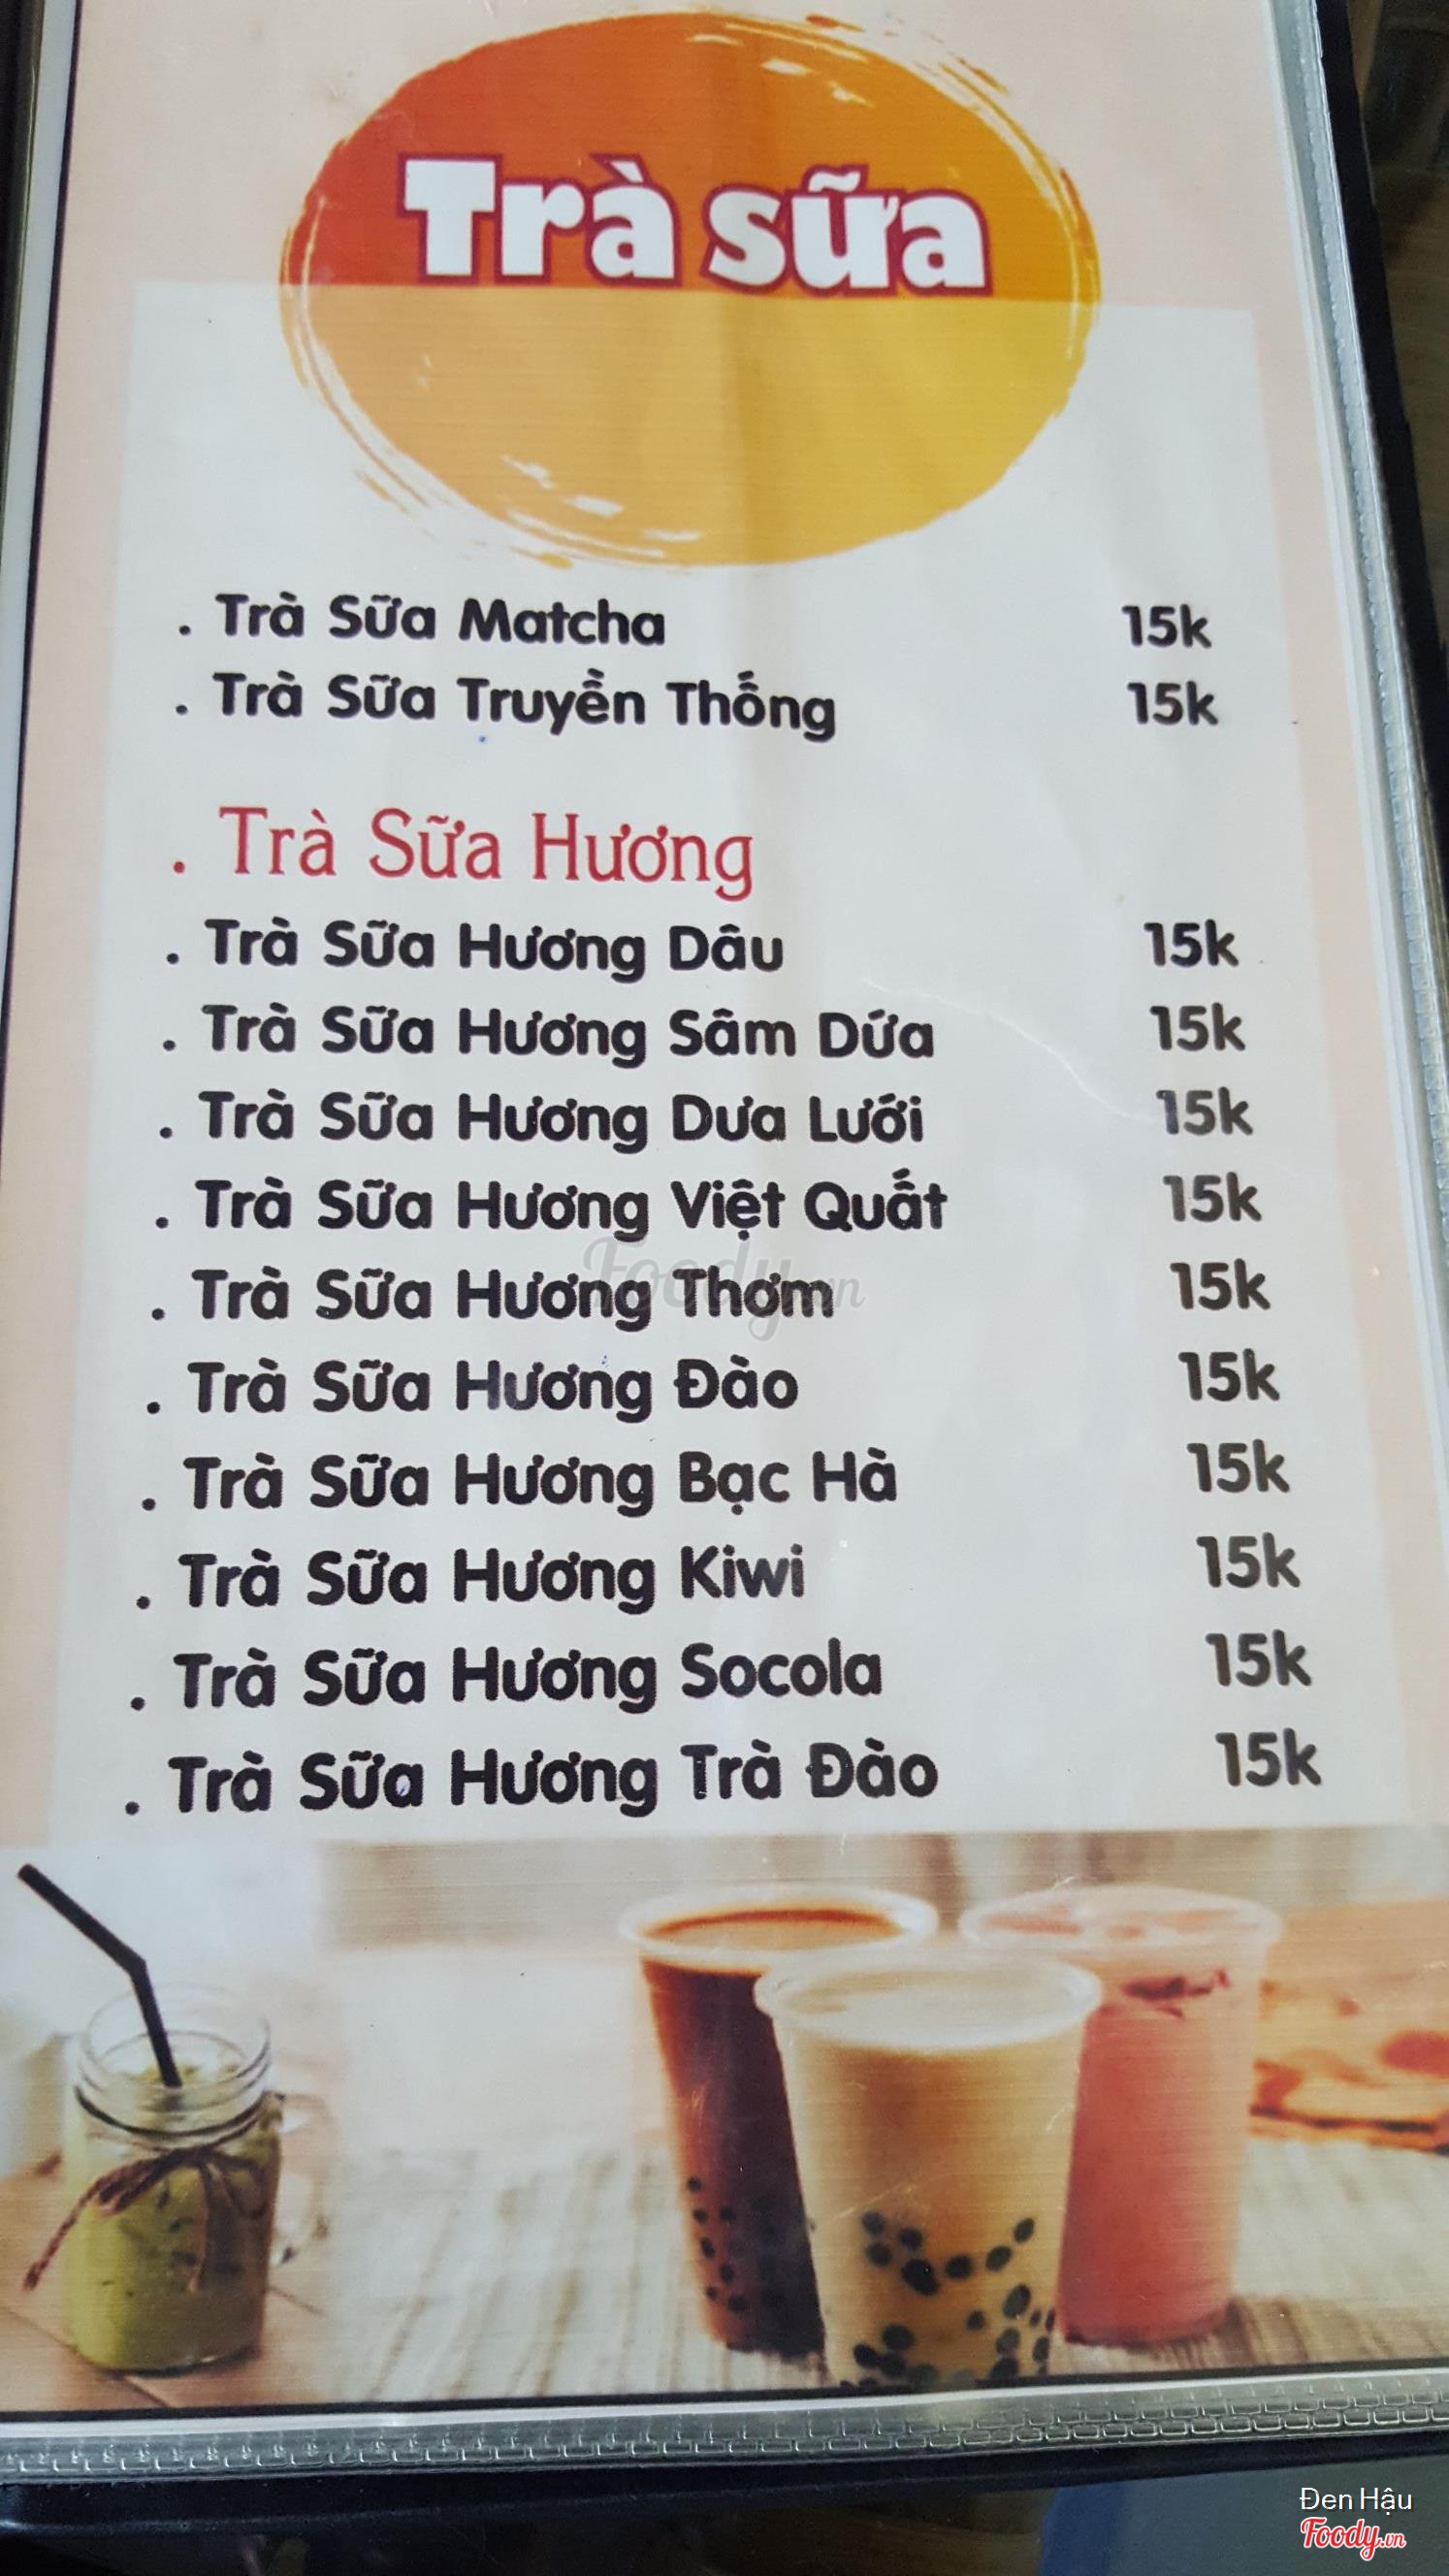 Trà sữa
. Trà Sữa Matcha 15k
. Trà Sữa Truyền Thống 15k
. Trà Sữa Hương
. Trà Sữa Hương Dâu 15k
. Trà Sữa Hương Sâm Dứa 15k
. Trà Sữa Hương Dưa Lưới 15k
. Trà Sữa Hương Việt Quất 15k
. Trà Sữa Hương Thơm 15k
. Trà Sữa Hương Đào 15k
. Trà Sữa Hương Bạc Hà 15k
. Trà Sữa Hương Kiwi 15k
. Trà Sữa Hương Socola 15k
. Trà Sữa Hương Trà Đào 15k
Foody.vn
Đen Hậu
Foody.vn